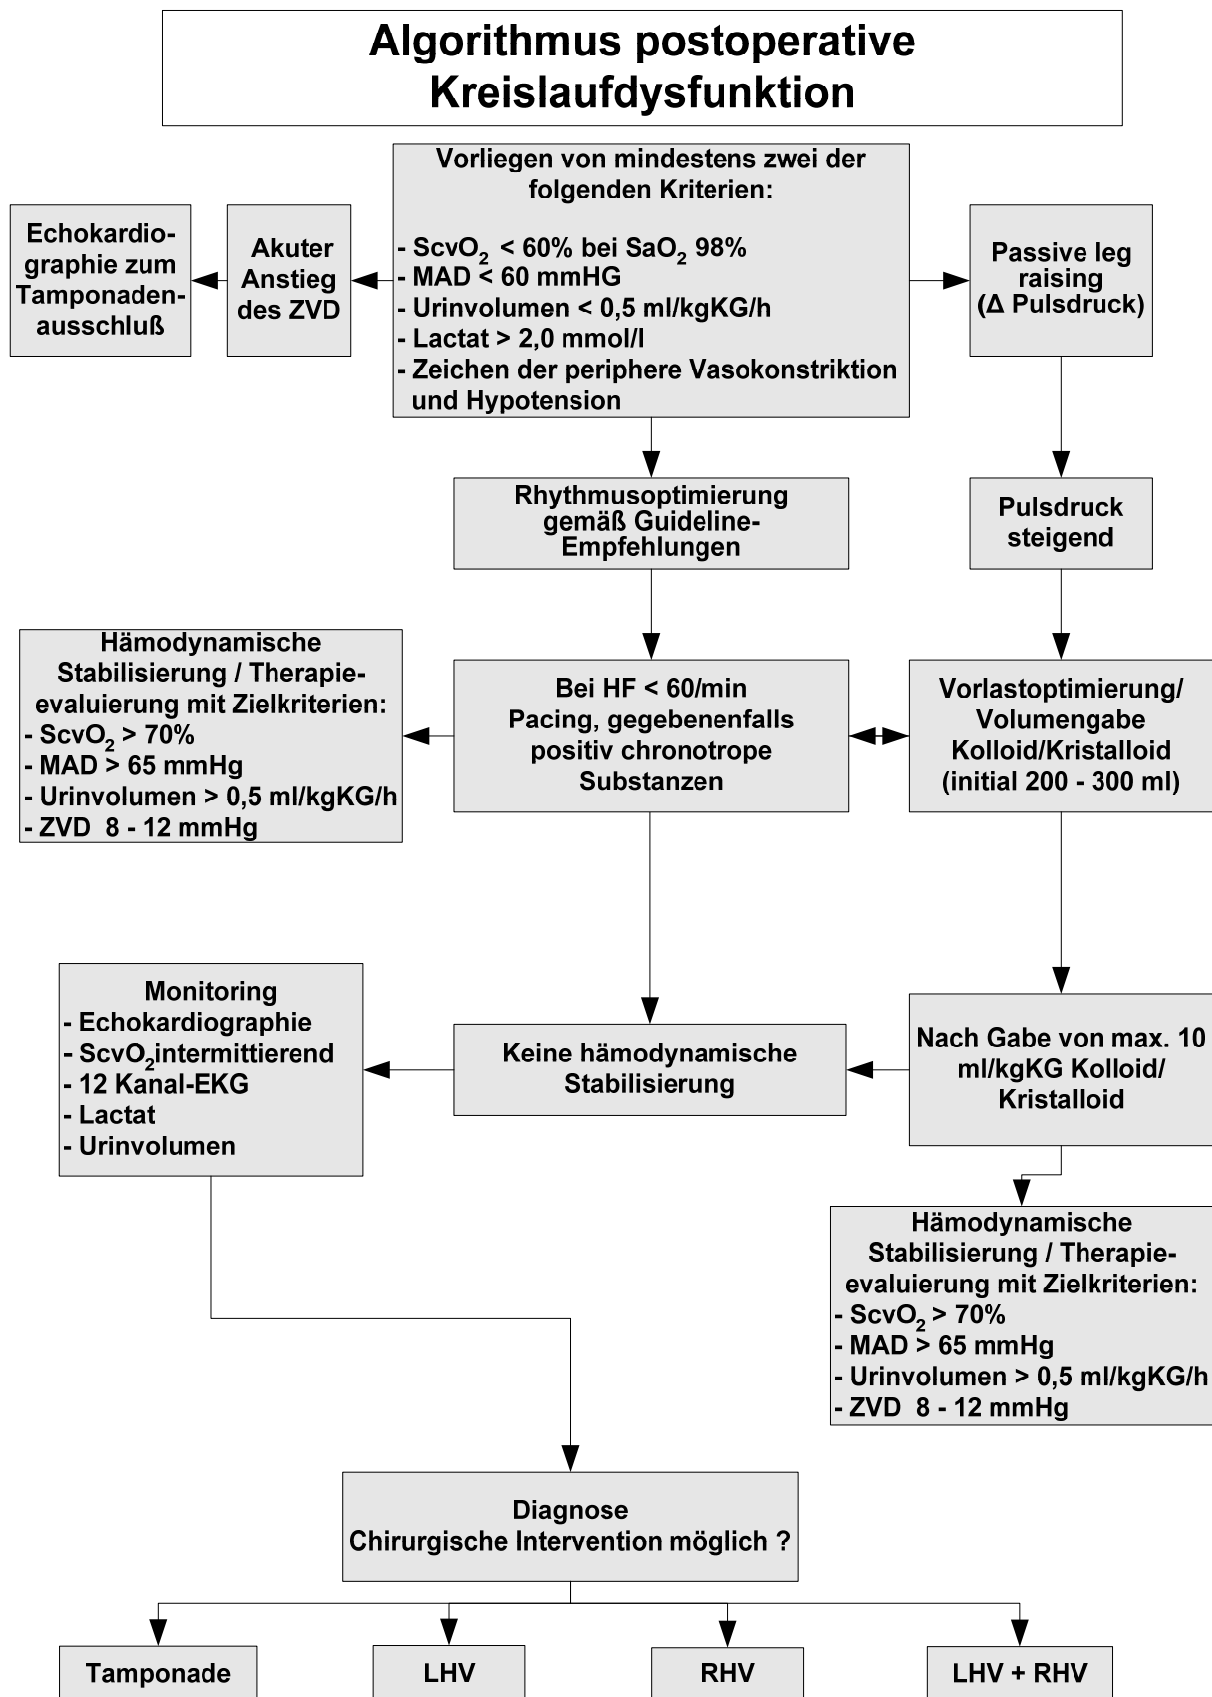 Algorithmus postoperative
Kreislaufdysfunktion
Vorliegen von mindestens zwei der
folgenden Kriterien:
- ScvO2 < 60% bei SaO2 98%
- MAD < 60 mmHG
- Urinvolumen < 0,5 ml/kgKG/h
- Lactat > 2,0 mmol/l
- Zeichen der periphere Vasokonstriktion
und Hypotension
Akuter
Anstieg
des ZVD
Echokardio-
graphie zum
Tamponaden-
ausschluß
Passive leg
raising
(Δ Pulsdruck)
Rhythmusoptimierung
gemäß Guideline-
Empfehlungen
Pulsdruck
steigend
Hämodynamische
Stabilisierung / Therapie-
evaluierung mit Zielkriterien:
- ScvO2 > 70%
- MAD > 65 mmHg
- Urinvolumen > 0,5 ml/kgKG/h
- ZVD 8 - 12 mmHg
Bei HF < 60/min
Pacing, gegebenenfalls
positiv chronotrope
Substanzen
Vorlastoptimierung/
Volumengabe
Kolloid/Kristalloid
(initial 200 - 300 ml)
Monitoring
- Echokardiographie
- ScvO2intermittierend
- 12 Kanal-EKG
- Lactat
- Urinvolumen
Keine hämodynamische
Stabilisierung
Nach Gabe von max. 10
ml/kgKG Kolloid/
Kristalloid
Hämodynamische
Stabilisierung / Therapie-
evaluierung mit Zielkriterien:
- ScvO2 > 70%
- MAD > 65 mmHg
- Urinvolumen > 0,5 ml/kgKG/h
- ZVD 8 - 12 mmHg
Diagnose
Chirurgische Intervention möglich ?
Tamponade
LHV
RHV
LHV + RHV